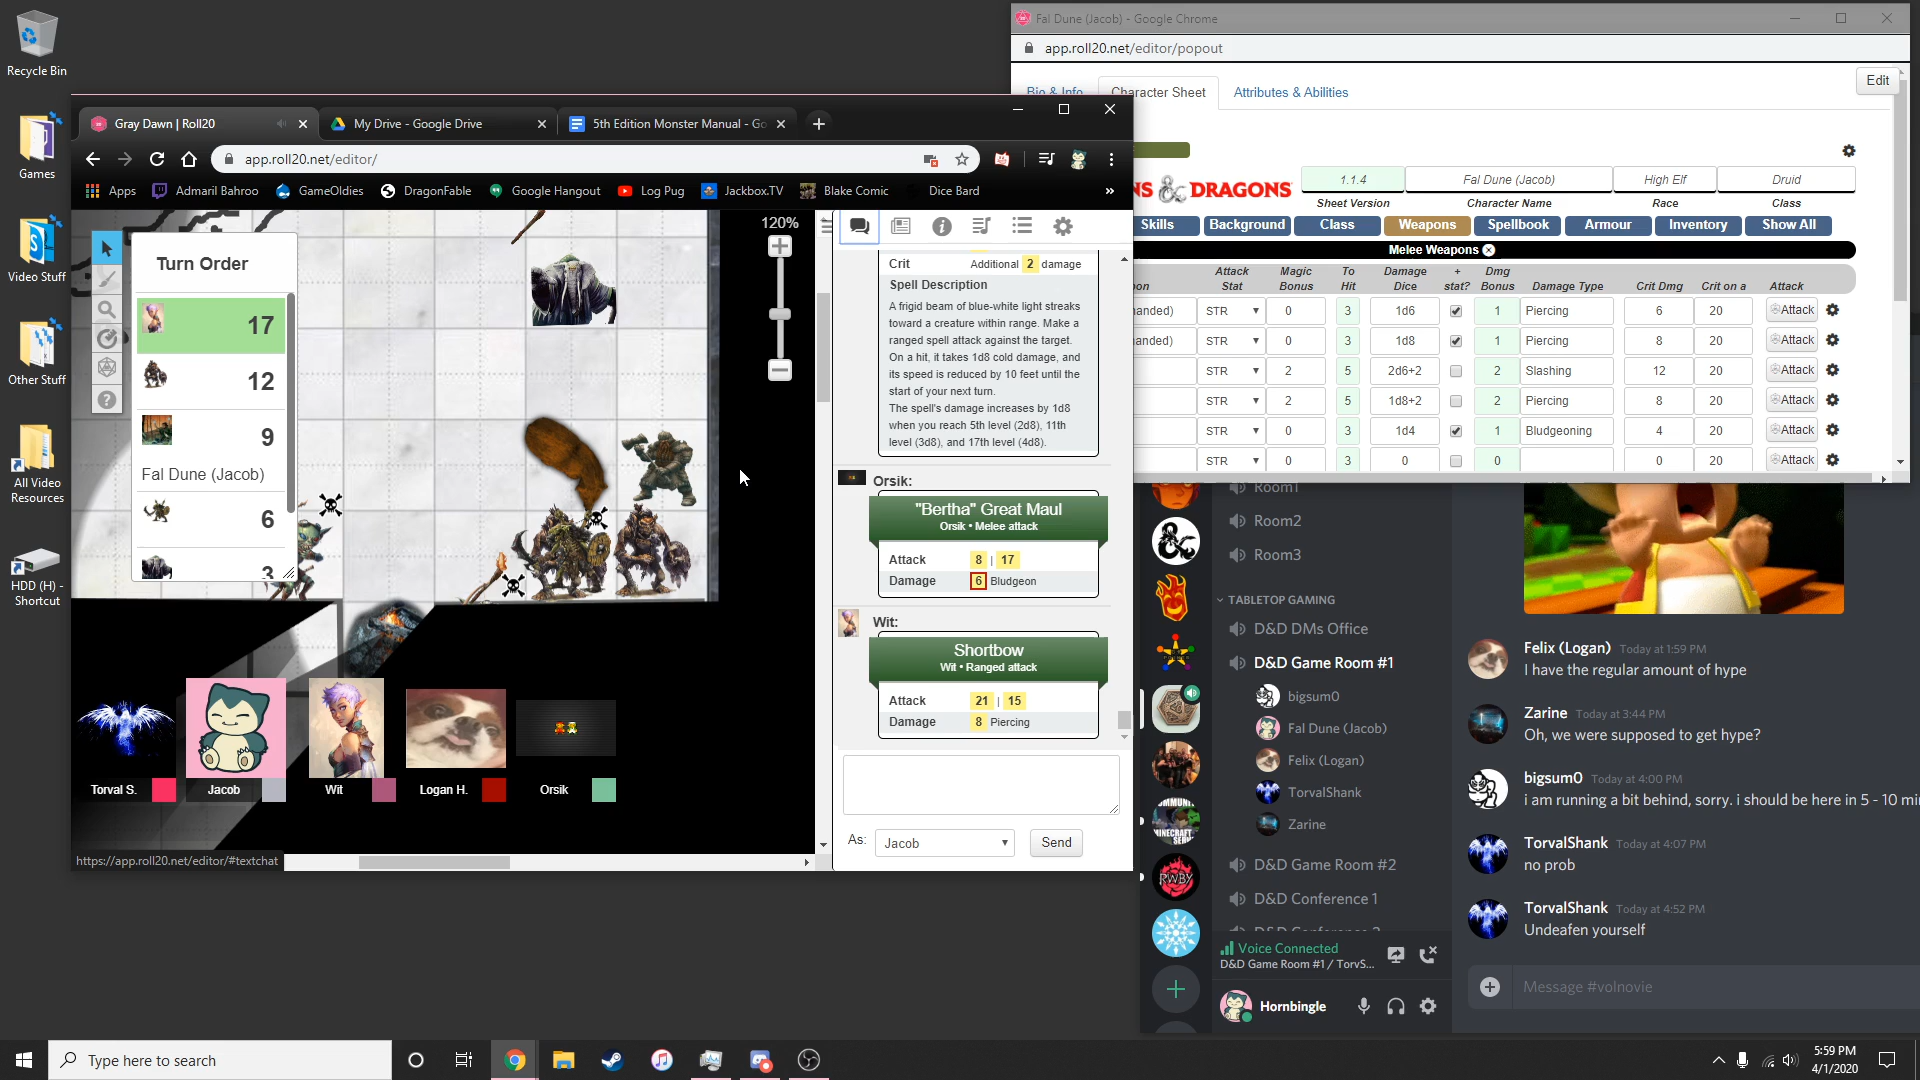 Recycle Bin
Games
Video Stuff
Other Stuff
All Video
Resources
HDD (H) -
Shortcut
Gray Dawn | Roll20
My Drive - Google Drive
5th Edition Monster Manual - Go
app.roll20.net/editor/
Apps
Admaril Bahroo
GameOldies
DragonFable
Google Hangout
Log Pug
Jackbox.TV
Blake Comic
Dice Bard
»
120%
Turn Order
17
12
9
Fal Dune (Jacob)
6
3
Torval S.
Jacob
Wit
Logan H.
Orsik
https://app.roll20.net/editor/#textchat
Crit Additional 2 damage
Spell Description
A frigid beam of blue-white light streaks
toward a creature within range. Make a
ranged spell attack against the target.
On a hit, it takes 1d8 cold damage, and
its speed is reduced by 10 feet until the
start of your next turn.
The spell's damage increases by 1d8
when you reach 5th level (2d8), 11th
level (3d8), and 17th level (4d8).
Orsik:
"Bertha" Great Maul
Orsik • Melee attack
Attack 8 | 17
Damage 6 Bludgeon
Wit:
Shortbow
Wit • Ranged attack
Attack 21 | 15
Damage 8 Piercing
As: Jacob Send
Fal Dune (Jacob) - Google Chrome
app.roll20.net/editor/popout
Bio & Info Character Sheet Attributes & Abilities Edit
NS & DRAGONS
1.1.4 Fal Dune (Jacob) High Elf Druid
Sheet Version Character Name Race Class
Skills Background Class Weapons Spellbook Armour Inventory Show All
Melee Weapons
pon Attack Stat Magic Bonus To Hit Damage Dice + stat? Dmg Bonus Damage Type Crit Dmg Crit on a Attack
handed) STR 0 3 1d6 1 Piercing 6 20 Attack
handed) STR 0 3 1d8 1 Piercing 8 20 Attack
STR 2 5 2d6+2 2 Slashing 12 20 Attack
STR 2 5 1d8+2 2 Piercing 8 20 Attack
STR 0 3 1d4 1 Bludgeoning 4 20 Attack
STR 0 3 0 0 0 20 Attack
Room1
Room2
Room3
TABLETOP GAMING
D&D DMs Office
D&D Game Room #1
bigsum0
Fal Dune (Jacob)
Felix (Logan)
TorvalShank
Zarine
D&D Game Room #2
D&D Conference 1
Voice Connected
D&D Game Room #1 / TorvS...
Hornbingle
RWBY
Felix (Logan) Today at 1:59 PM
I have the regular amount of hype
Zarine Today at 3:44 PM
Oh, we were supposed to get hype?
bigsum0 Today at 4:00 PM
i am running a bit behind, sorry. i should be here in 5 - 10 mi
TorvalShank Today at 4:07 PM
no prob
TorvalShank Today at 4:52 PM
Undeafen yourself
Message #volnovie
Type here to search
5:59 PM
4/1/2020